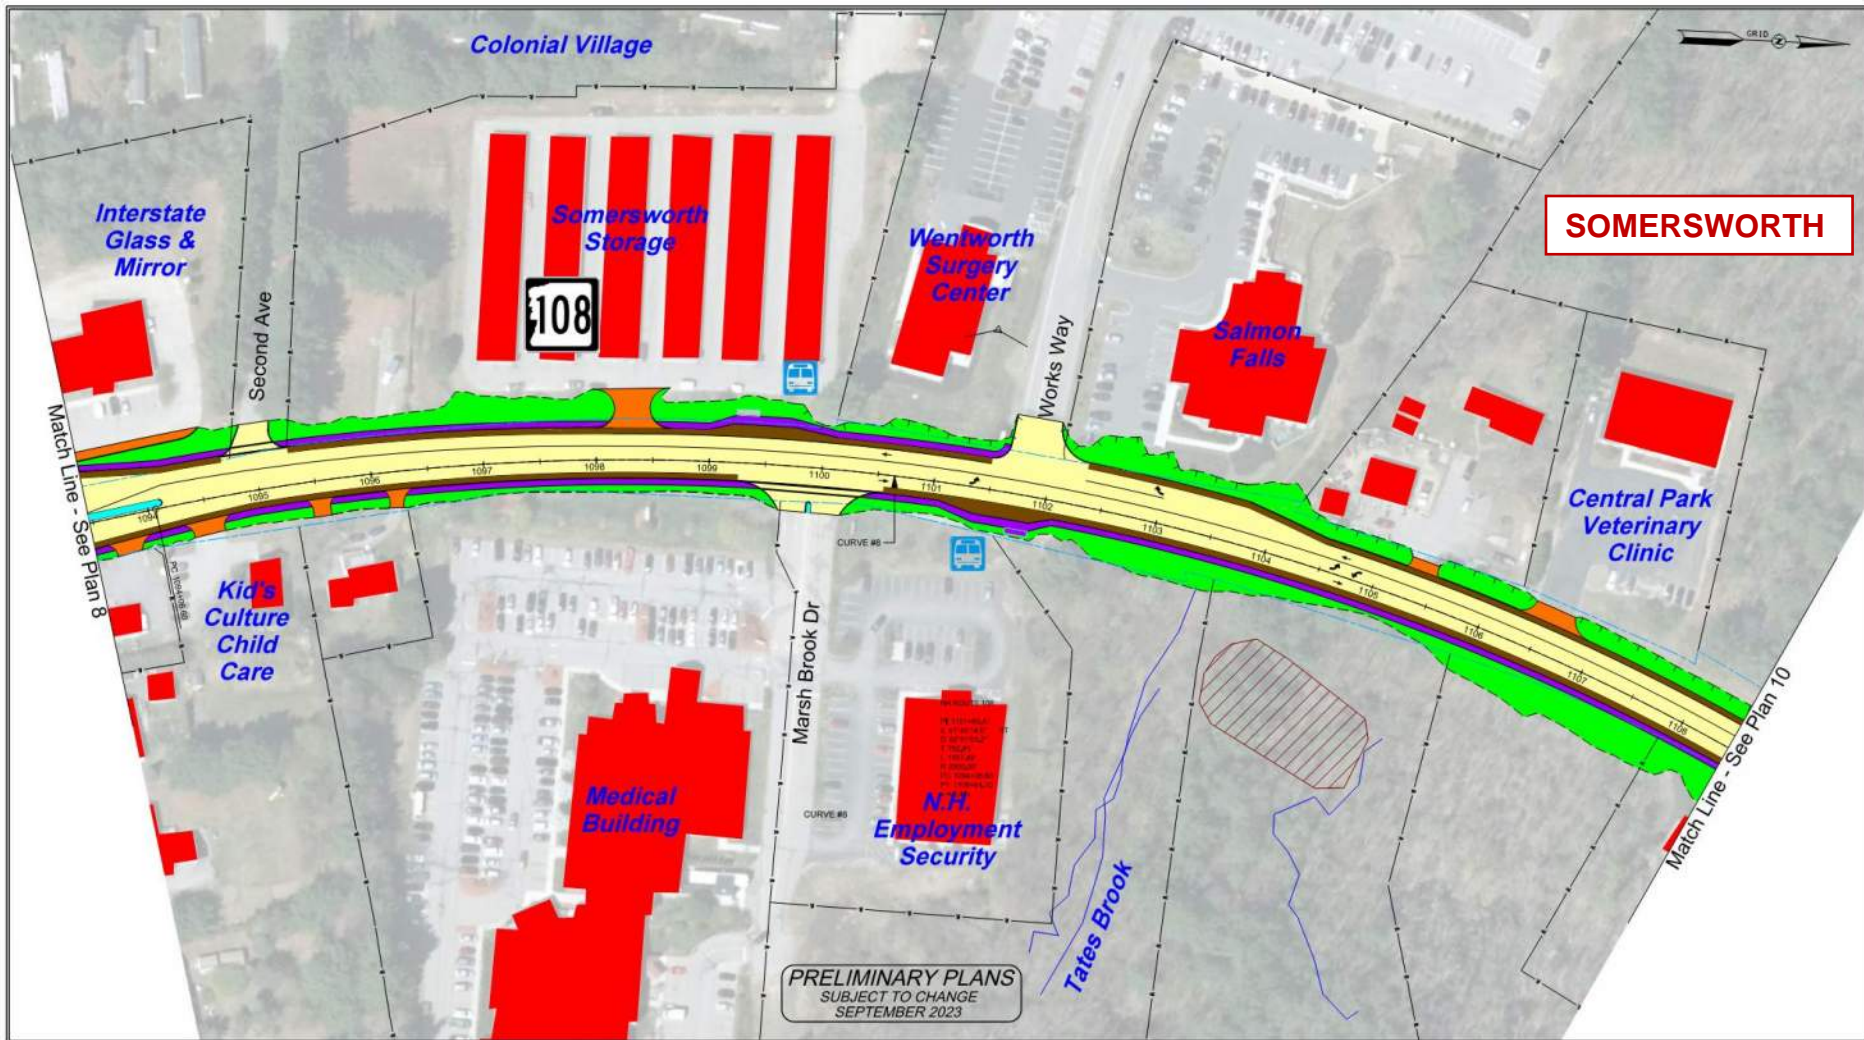 Colonial Village
GRID
N
SOMERSWORTH
Interstate
Glass &
Mirror
Second Ave
Somersworth
Storage
108
Wentworth
Surgery
Center
Works Way
Salmon
Falls
Central Park
Veterinary
Clinic
Match Line - See Plan 8
1094
1095
1096
1097
1098
1099
1100
1101
1102
1103
1104
1105
1106
1107
1108
CURVE #6
Kid's
Culture
Child
Care
Marsh Brook Dr
Medical
Building
CURVE #6
N.H.
Employment
Security
Tates Brook
Match Line - See Plan 10
PRELIMINARY PLANS
SUBJECT TO CHANGE
SEPTEMBER 2023